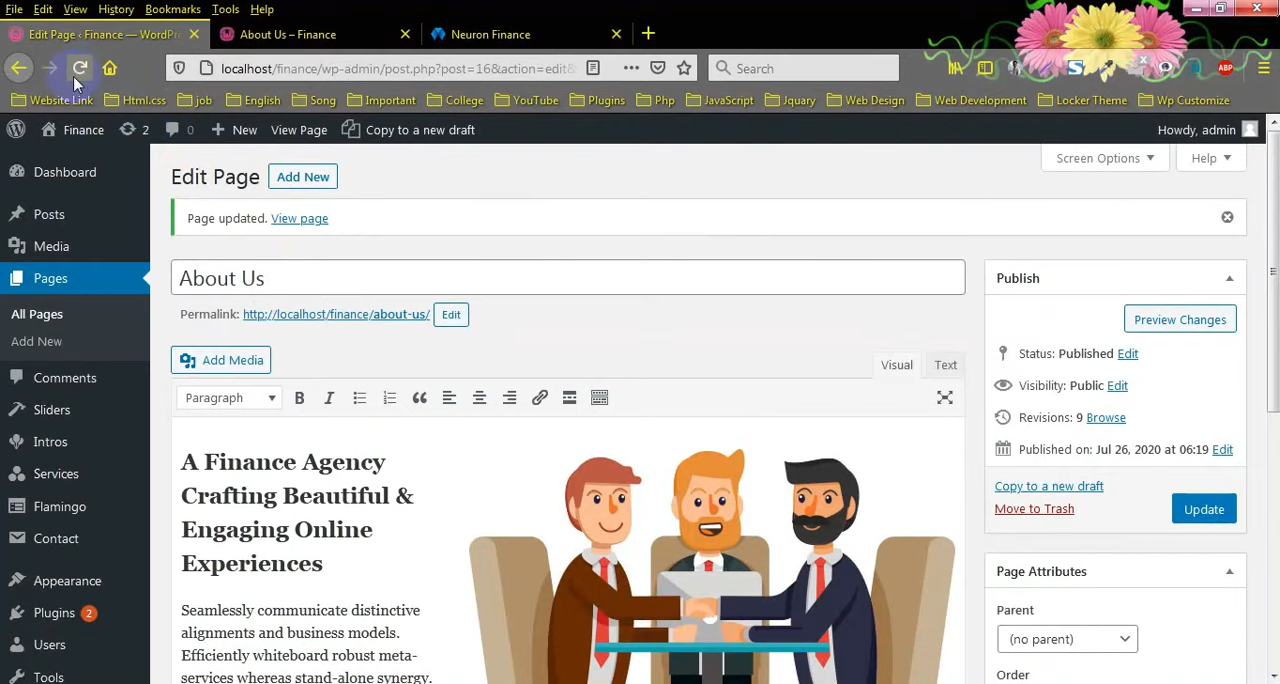 File Edit View History Bookmarks Tools Help
Edit Page ‹ Finance — WordPr
About Us – Finance
Neuron Finance
localhost/finance/wp-admin/post.php?post=16&action=edit&
Search
ABP
Website Link Html.css job English Song Important College YouTube Plugins Php JavaScript Jquary Web Design Web Development Locker Theme Wp Customize
Finance 2 0 New View Page Copy to a new draft Howdy, admin
Screen Options Help
Edit Page Add New
Page updated. View page
Dashboard
Posts
Media
Pages
All Pages
Add New
Comments
Sliders
Intros
Services
Flamingo
Contact
Appearance
Plugins 2
Users
Tools
About Us
Permalink: http://localhost/finance/about-us/ Edit
Add Media
Visual Text
Paragraph
A Finance Agency
Crafting Beautiful &
Engaging Online
Experiences
Seamlessly communicate distinctive
alignments and business models.
Efficiently whiteboard robust meta-
services whereas stand-alone synergy.
Publish
Preview Changes
Status: Published Edit
Visibility: Public Edit
Revisions: 9 Browse
Published on: Jul 26, 2020 at 06:19 Edit
Copy to a new draft
Move to Trash
Update
Page Attributes
Parent
(no parent)
Order